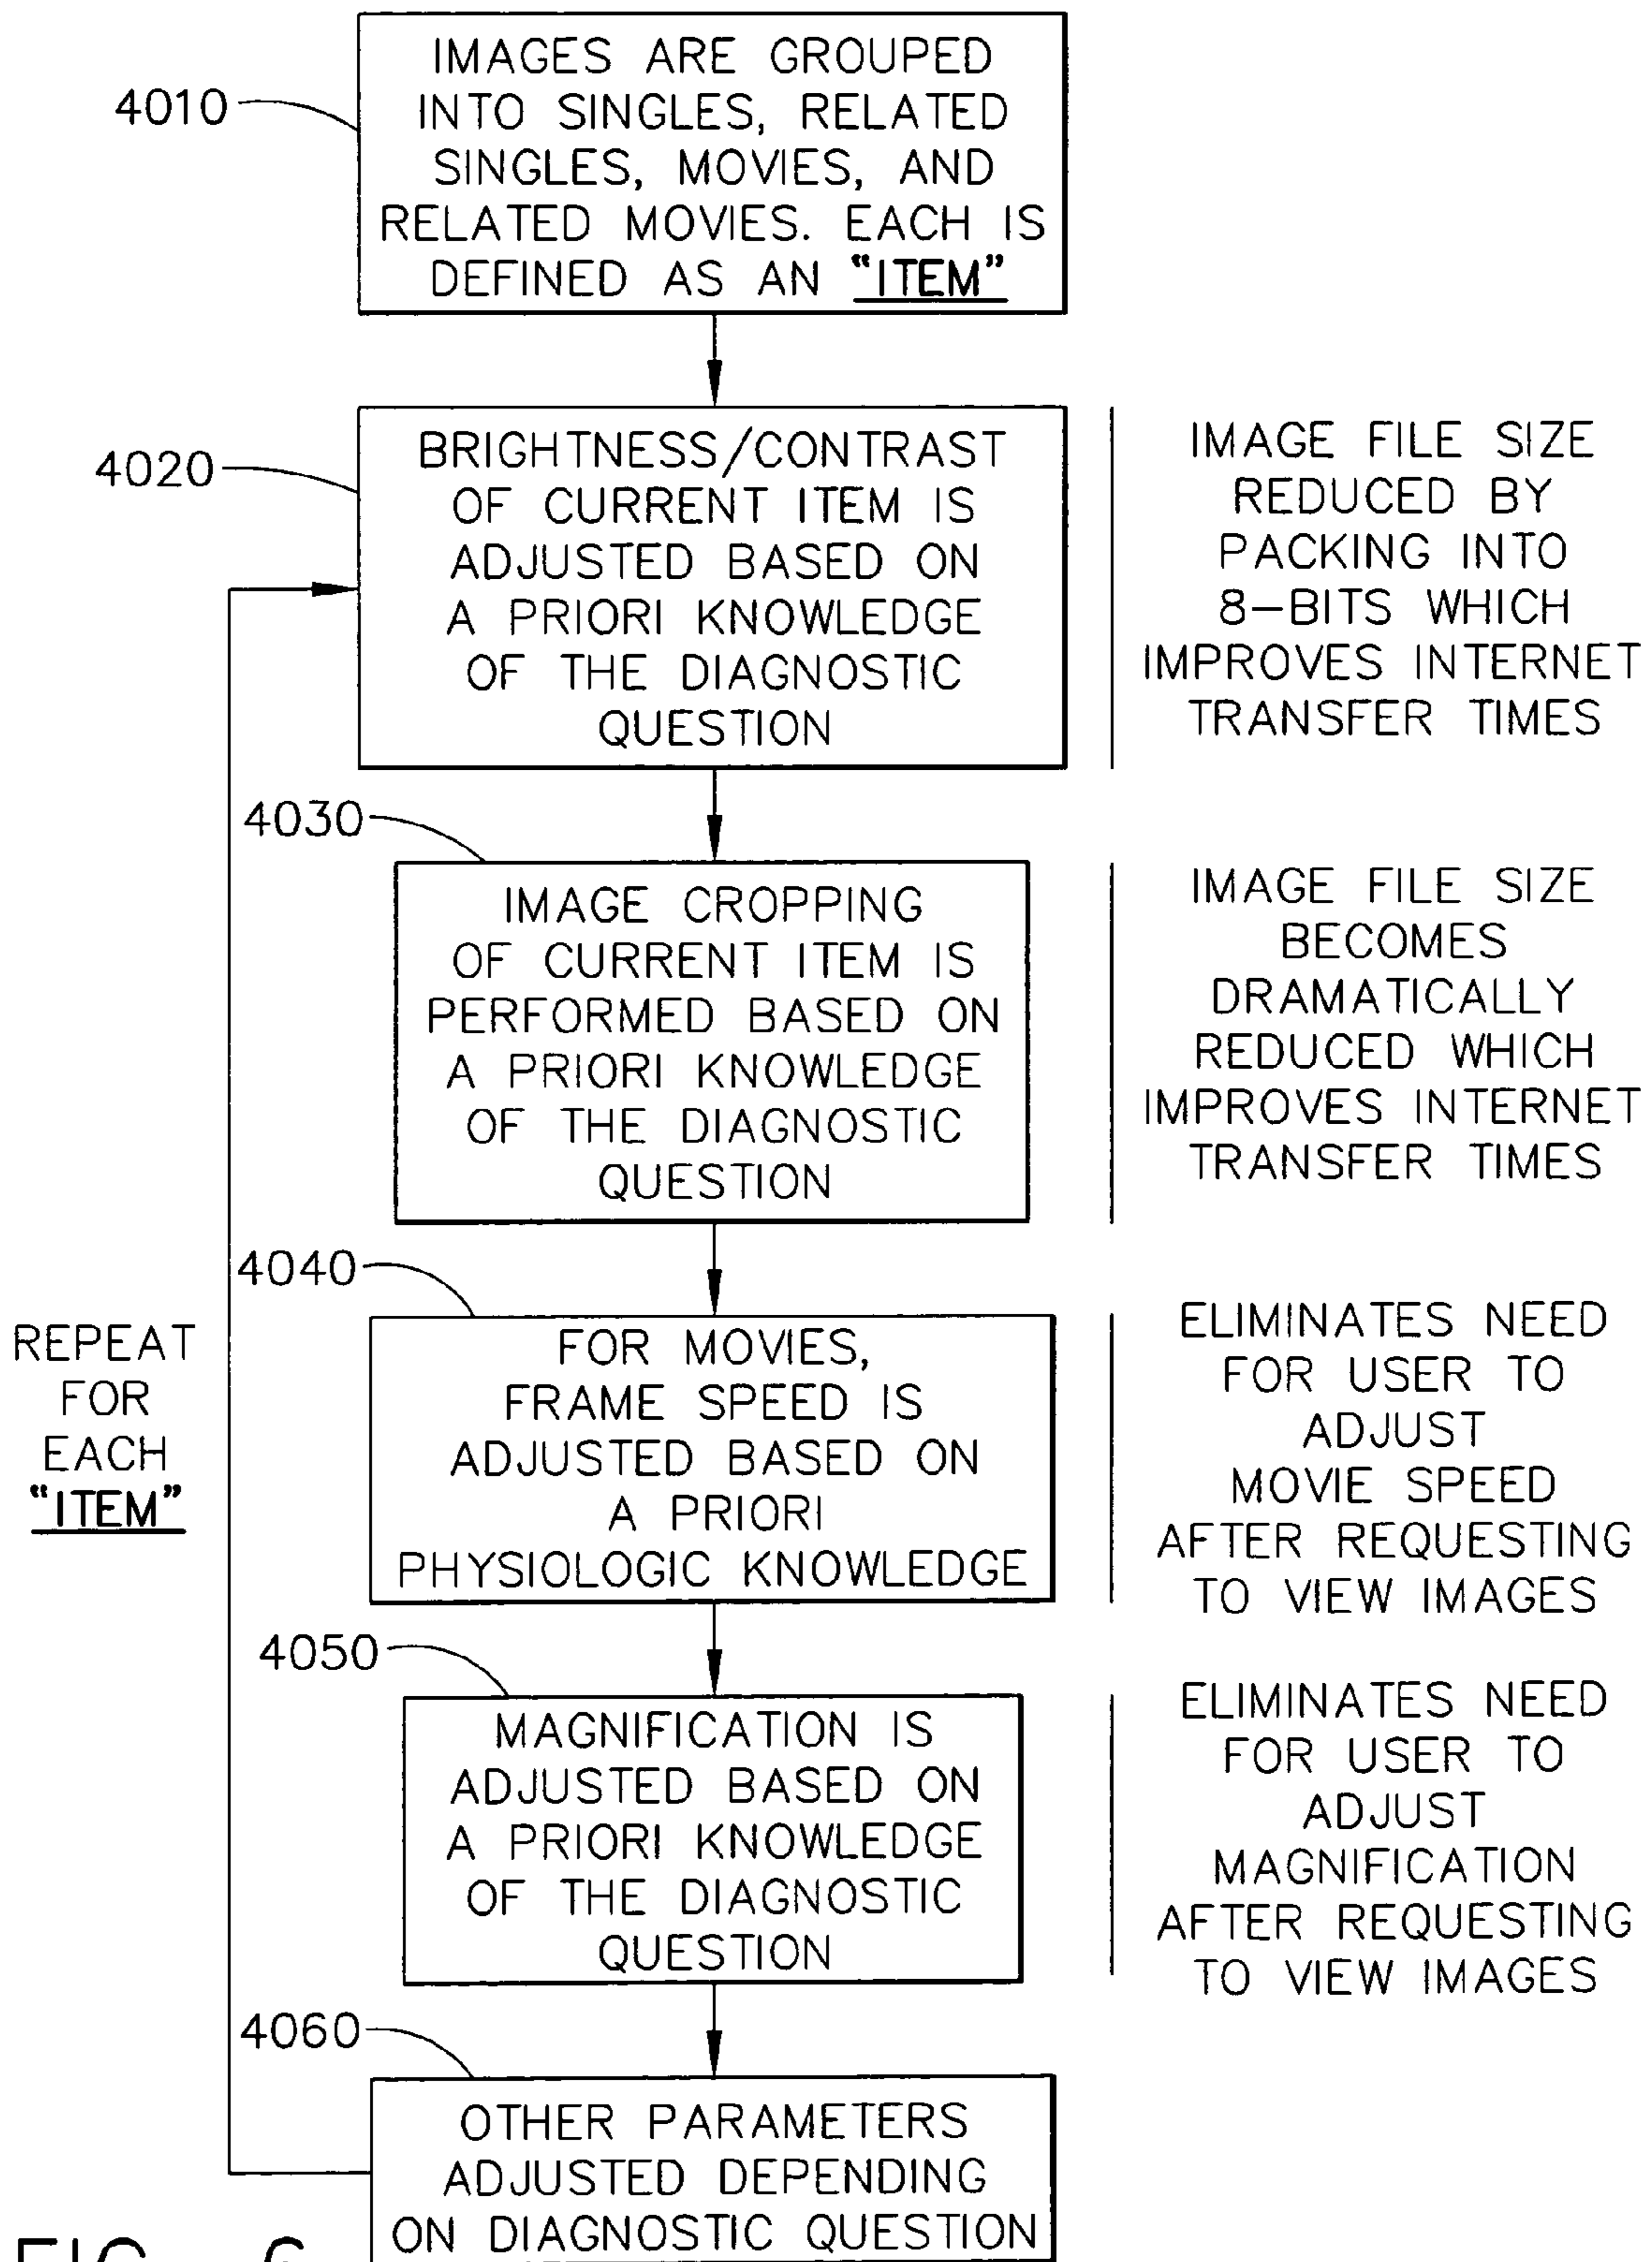 4010
IMAGES ARE GROUPED
INTO SINGLES, RELATED
SINGLES, MOVIES, AND
RELATED MOVIES. EACH IS
DEFINED AS AN “ITEM”
4020
BRIGHTNESS/CONTRAST
OF CURRENT ITEM IS
ADJUSTED BASED ON
A PRIORI KNOWLEDGE
OF THE DIAGNOSTIC
QUESTION
IMAGE FILE SIZE
REDUCED BY
PACKING INTO
8-BITS WHICH
IMPROVES INTERNET
TRANSFER TIMES
4030
IMAGE CROPPING
OF CURRENT ITEM IS
PERFORMED BASED ON
A PRIORI KNOWLEDGE
OF THE DIAGNOSTIC
QUESTION
IMAGE FILE SIZE
BECOMES
DRAMATICALLY
REDUCED WHICH
IMPROVES INTERNET
TRANSFER TIMES
4040
FOR MOVIES,
FRAME SPEED IS
ADJUSTED BASED ON
A PRIORI
PHYSIOLOGIC KNOWLEDGE
ELIMINATES NEED
FOR USER TO
ADJUST
MOVIE SPEED
AFTER REQUESTING
TO VIEW IMAGES
REPEAT
FOR
EACH
“ITEM”
4050
MAGNIFICATION IS
ADJUSTED BASED ON
A PRIORI KNOWLEDGE
OF THE DIAGNOSTIC
QUESTION
ELIMINATES NEED
FOR USER TO
ADJUST
MAGNIFICATION
AFTER REQUESTING
TO VIEW IMAGES
4060
OTHER PARAMETERS
ADJUSTED DEPENDING
ON DIAGNOSTIC QUESTION
FIG. 6